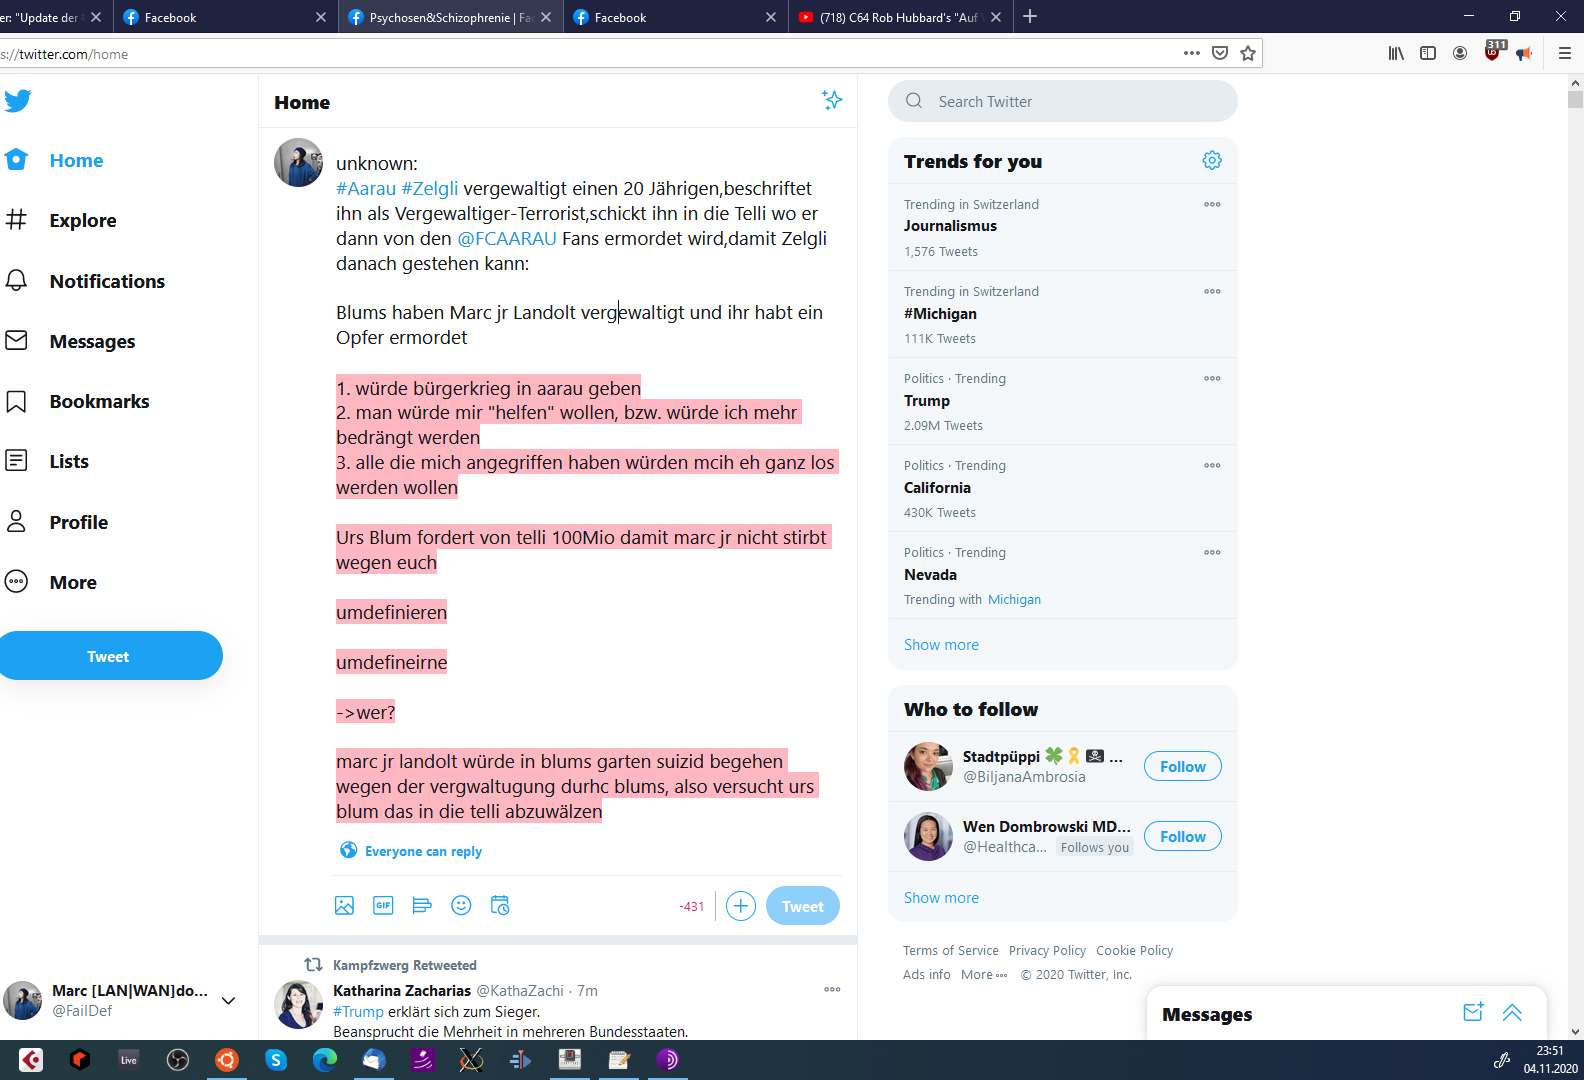 er: "Update der
Facebook
Psychosen&Schizophrenie | Fa
Facebook
(718) C64 Rob Hubbard's "Auf
s://twitter.com/home
311
Home
Explore
Notifications
Messages
Bookmarks
Lists
Profile
More
Tweet
Marc [LAN|WAN]do...
@FailDef
Home
unknown:
#Aarau #Zelgli vergewaltigt einen 20 Jährigen,beschriftet
ihn als Vergewaltiger-Terrorist,schickt ihn in die Telli wo er
dann von den @FCAARAU Fans ermordet wird,damit Zelgli
danach gestehen kann:
Blums haben Marc jr Landolt vergewaltigt und ihr habt ein
Opfer ermordet
1. würde bürgerkrieg in aarau geben
2. man würde mir "helfen" wollen, bzw. würde ich mehr
bedrängt werden
3. alle die mich angegriffen haben würden mcih eh ganz los
werden wollen
Urs Blum fordert von telli 100Mio damit marc jr nicht stirbt
wegen euch
umdefinieren
umdefineirne
->wer?
marc jr landolt würde in blums garten suizid begehen
wegen der vergwaltugung durhc blums, also versucht urs
blum das in die telli abzuwälzen
Everyone can reply
GIF
-431
Tweet
Kampfzwerg Retweeted
Katharina Zacharias @KathaZachi · 7m
#Trump erklärt sich zum Sieger.
Beansprucht die Mehrheit in mehreren Bundesstaaten.
Search Twitter
Trends for you
Trending in Switzerland
Journalismus
1,576 Tweets
Trending in Switzerland
#Michigan
111K Tweets
Politics · Trending
Trump
2.09M Tweets
Politics · Trending
California
430K Tweets
Politics · Trending
Nevada
Trending with Michigan
Show more
Who to follow
Stadtpüppi 🍀🎗️🏴‍☠️ ...
@BiljanaAmbrosia
Follow
Wen Dombrowski MD...
@Healthca... Follows you
Follow
Show more
Terms of Service Privacy Policy Cookie Policy
Ads info More ··· © 2020 Twitter, Inc.
Messages
Live
23:51
04.11.2020